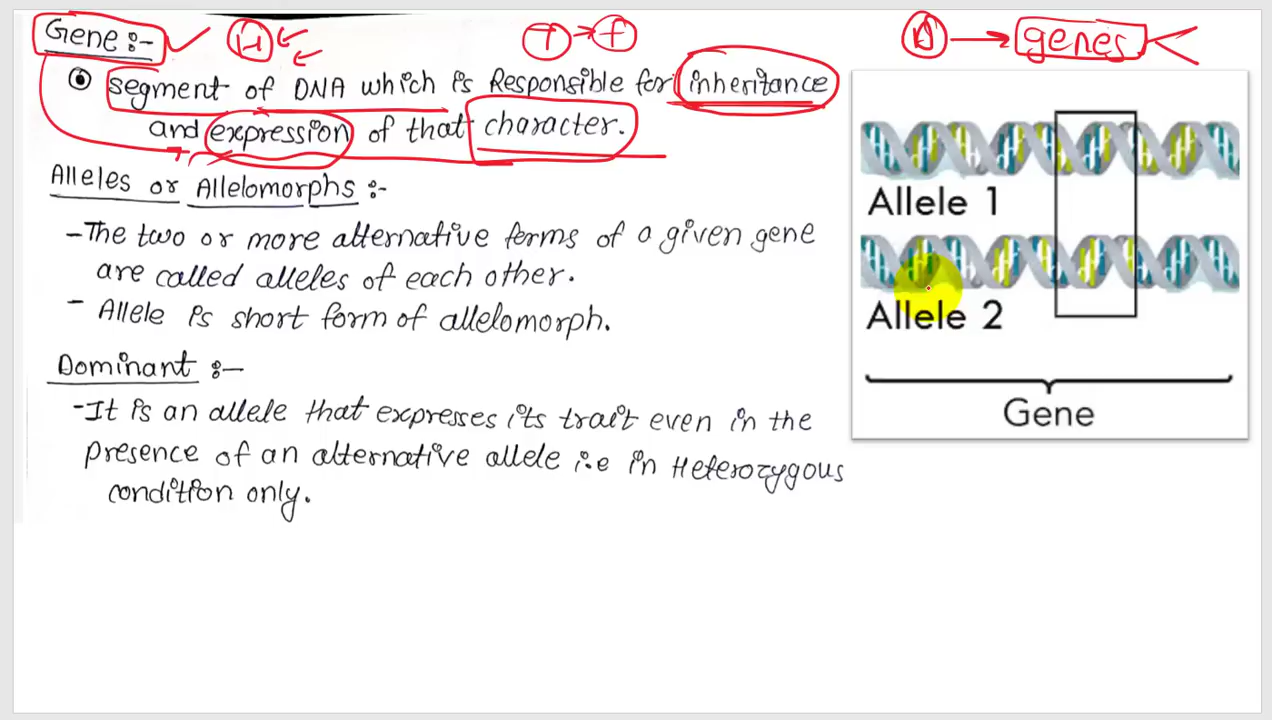 Gene :-
H
T → f
D → genes
segment of DNA which is Responsible for inheritance
and expression of that character.
Alleles or Allelomorphs :-
- The two or more alternative forms of a given gene
are called alleles of each other.
- Allele is short form of allelomorph.
Dominant :-
- It is an allele that expresses its trait even in the
presence of an alternative allele i.e in Heterozygous
condition only.
Allele 1
Allele 2
Gene